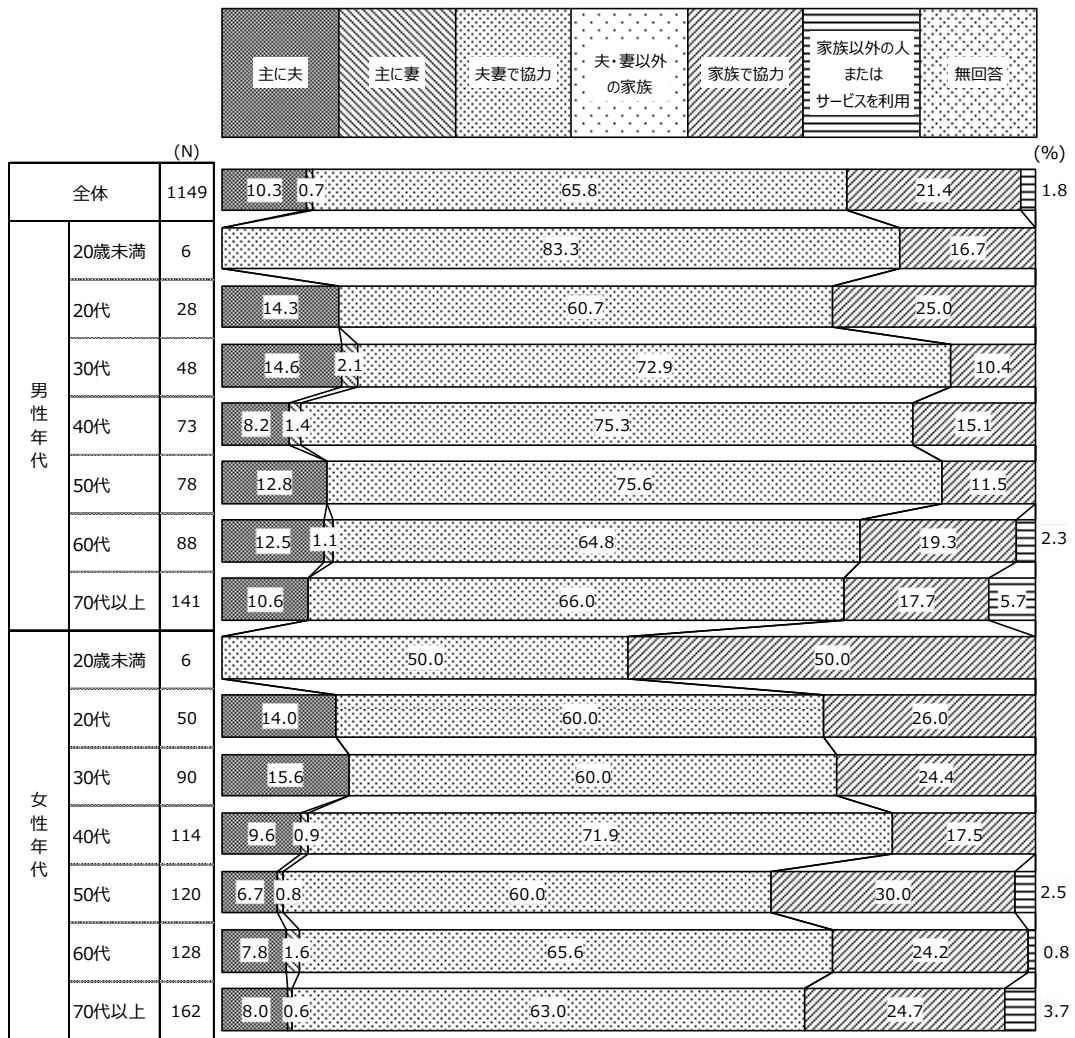 主に夫
主に妻
夫妻で協力
夫・妻以外
の家族
家族で協力
家族以外の人
または
サービスを利用
無回答
(N)
(%)
全体 1149 10.3 0.7 65.8 21.4 1.8
男性年代
20歳未満 6 83.3 16.7
20代 28 14.3 60.7 25.0
30代 48 14.6 2.1 72.9 10.4
40代 73 8.2 1.4 75.3 15.1
50代 78 12.8 75.6 11.5
60代 88 12.5 1.1 64.8 19.3 2.3
70代以上 141 10.6 66.0 17.7 5.7
女性年代
20歳未満 6 50.0 50.0
20代 50 14.0 60.0 26.0
30代 90 15.6 60.0 24.4
40代 114 9.6 0.9 71.9 17.5
50代 120 6.7 0.8 60.0 30.0 2.5
60代 128 7.8 1.6 65.6 24.2 0.8
70代以上 162 8.0 0.6 63.0 24.7 3.7